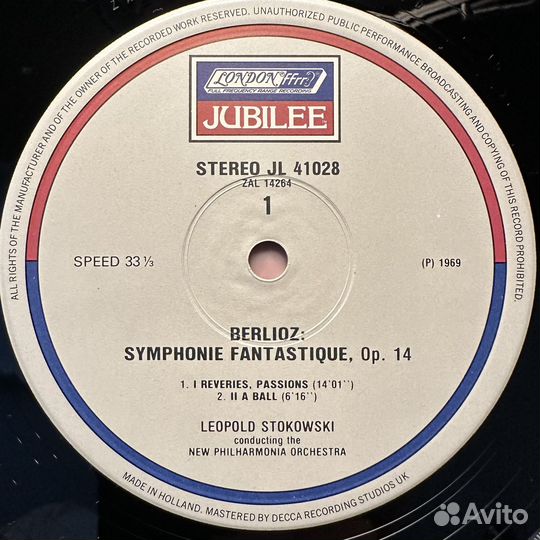 ALL RIGHTS OF THE MANUFACTURER AND OF THE OWNER OF THE RECORDED WORK RESERVED. UNAUTHORIZED PUBLIC PERFORMANCE BROADCASTING AND COPYING OF THIS RECORD PROHIBITED.
LONDON ffrr
FULL FREQUENCY RANGE RECORDING
JUBILEE
STEREO JL 41028
ZAL 14264
1
SPEED 33 ⅓
(P) 1969
BERLIOZ:
SYMPHONIE FANTASTIQUE, Op. 14
1. I REVERIES, PASSIONS (14'01'')
2. II A BALL (6'16'')
LEOPOLD STOKOWSKI
conducting the
NEW PHILHARMONIA ORCHESTRA
MADE IN HOLLAND. MASTERED BY DECCA RECORDING STUDIOS UK
Avito